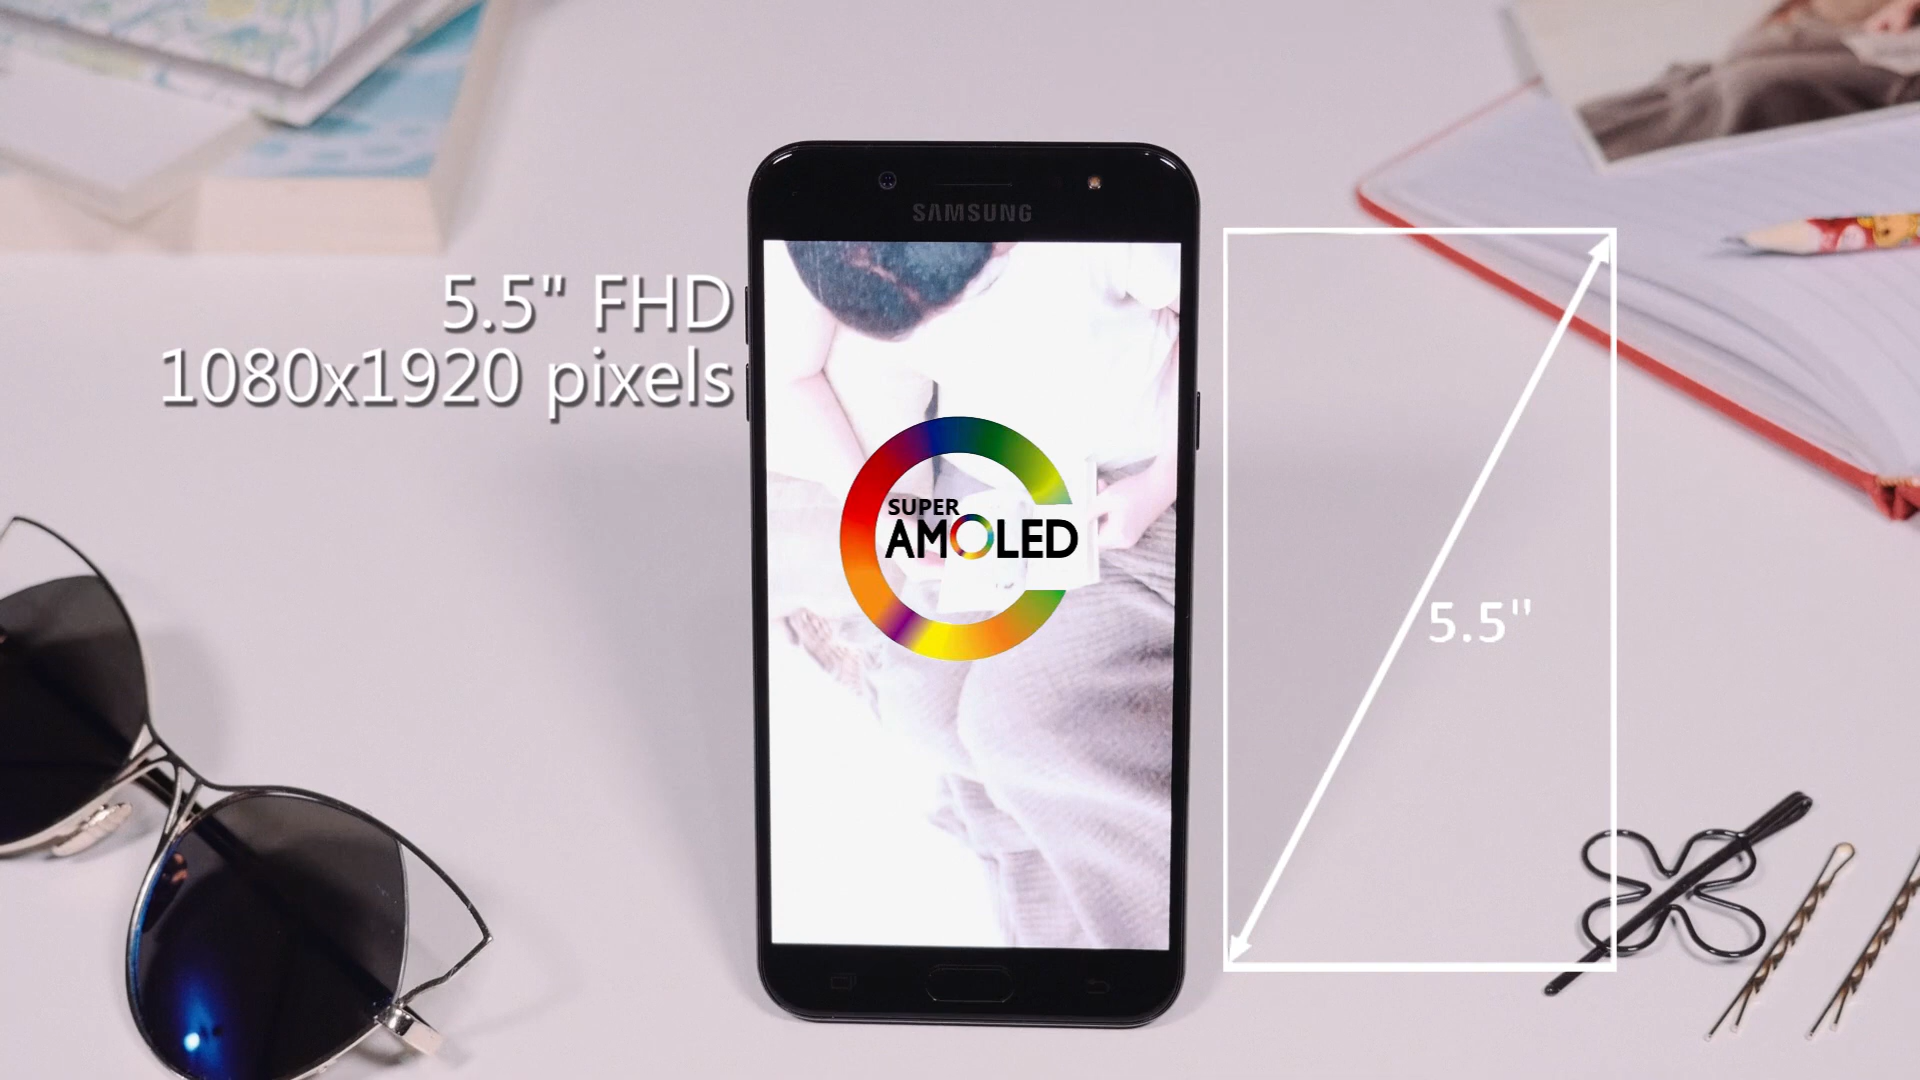 SAMSUNG
5.5" FHD
1080x1920 pixels
SUPER
AMOLED
5.5"